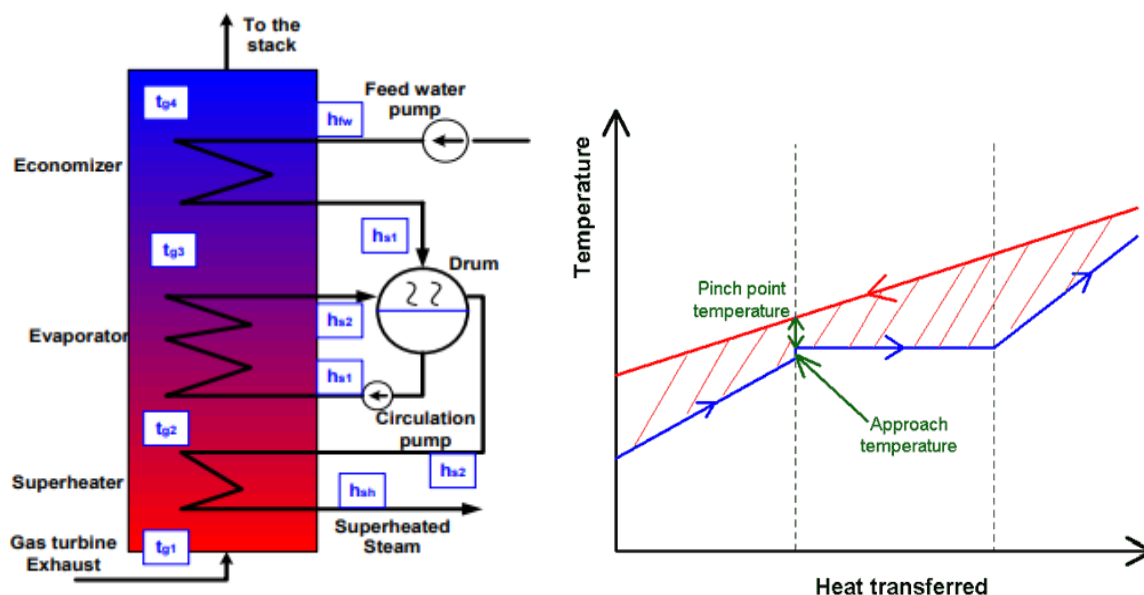 To the
stack
tg4
Feed water
pump
hfw
Economizer
tg3
hs1
Drum
Evaporator
hs2
hs1
Circulation
pump
tg2
hs2
Superheater
hsh
Superheated
Steam
Gas turbine
Exhaust
tg1
Temperature
Pinch point
temperature
Approach
temperature
Heat transferred